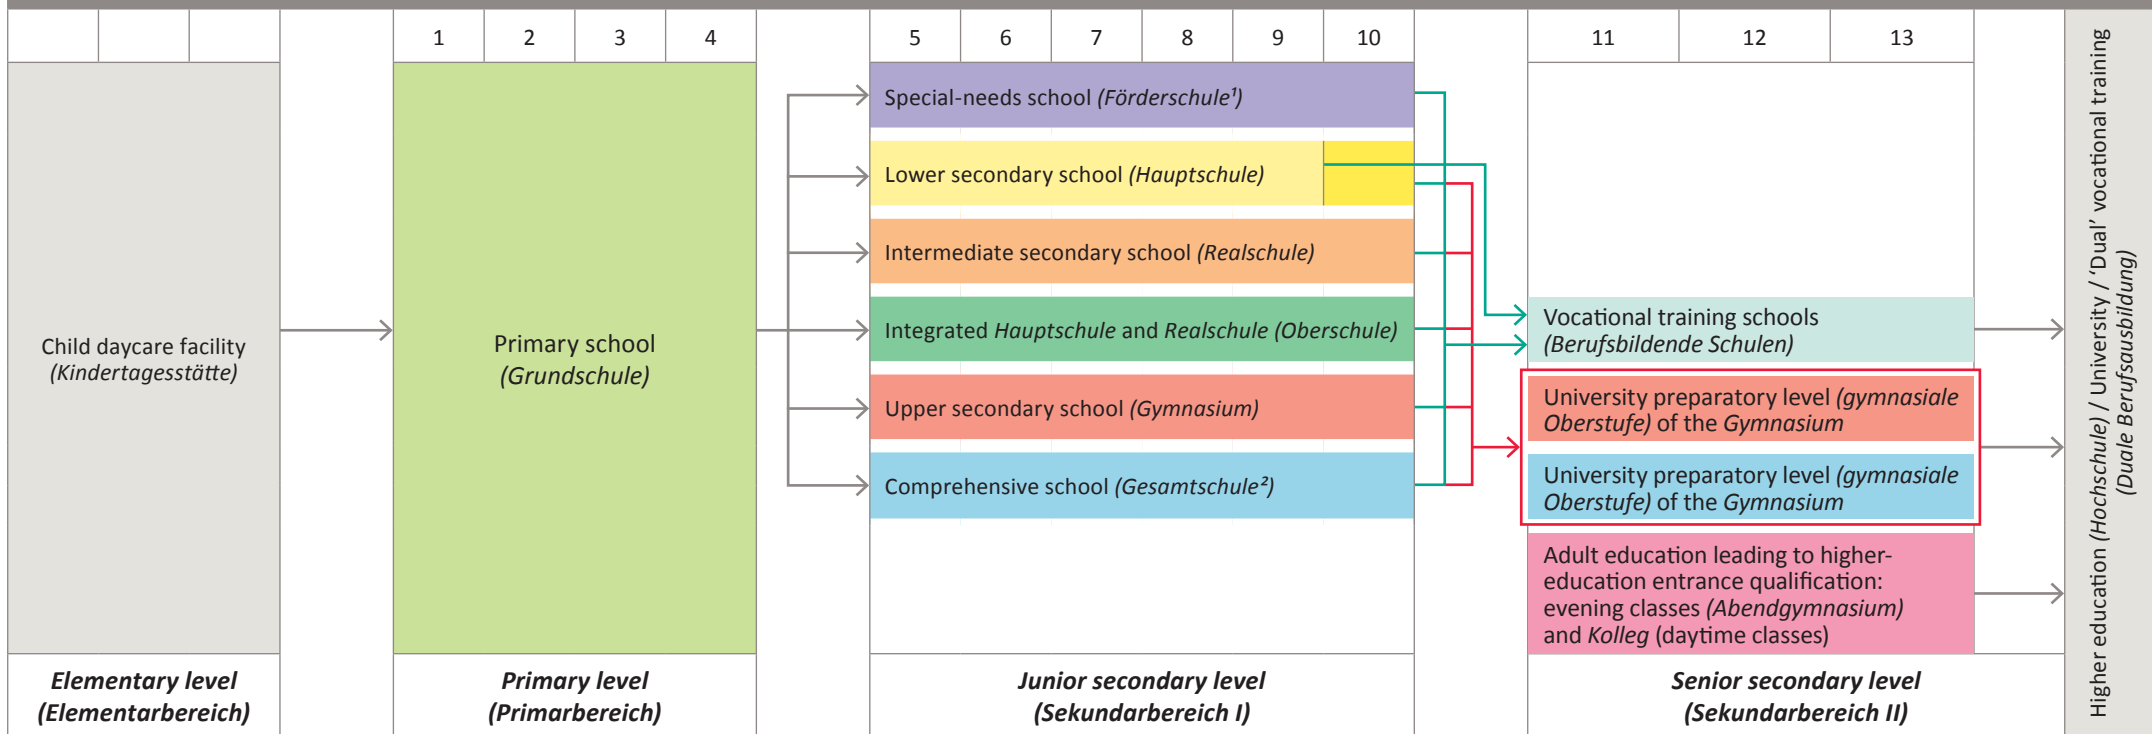 1 2 3 4 5 6 7 8 9 10 11 12 13
Child daycare facility
(Kindertagesstätte)
Primary school
(Grundschule)
Special-needs school (Förderschule¹)
Lower secondary school (Hauptschule)
Intermediate secondary school (Realschule)
Integrated Hauptschule and Realschule (Oberschule)
Upper secondary school (Gymnasium)
Comprehensive school (Gesamtschule²)
Vocational training schools
(Berufsbildende Schulen)
University preparatory level (gymnasiale
Oberstufe) of the Gymnasium
University preparatory level (gymnasiale
Oberstufe) of the Gymnasium
Adult education leading to higher-
education entrance qualification:
evening classes (Abendgymnasium)
and Kolleg (daytime classes)
Higher education (Hochschule) / University / ‘Dual’ vocational training
(Duale Berufsausbildung)
Elementary level
(Elementarbereich)
Primary level
(Primarbereich)
Junior secondary level
(Sekundarbereich I)
Senior secondary level
(Sekundarbereich II)